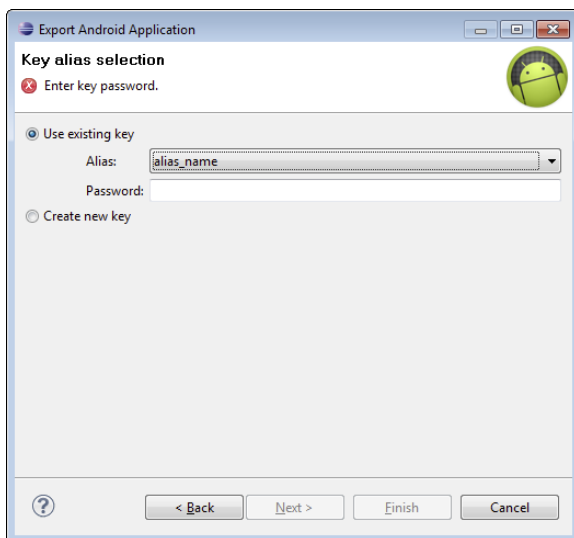 Export Android Application
Key alias selection
Enter key password.
Use existing key
Alias: alias_name
Password:
Create new key
?
< Back Next > Finish Cancel